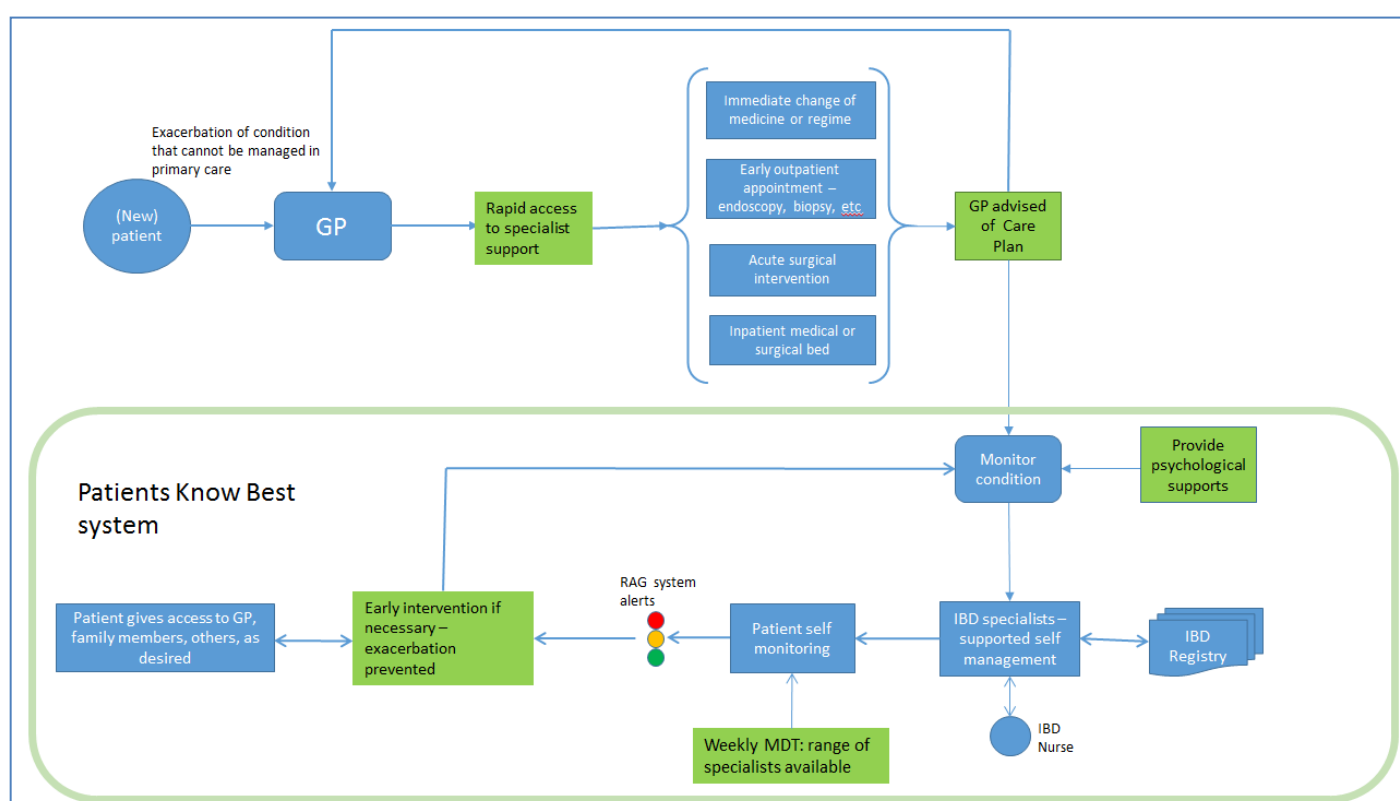 Exacerbation of condition
that cannot be managed in
primary care
(New)
patient
GP
Rapid access
to specialist
support
Immediate change of
medicine or regime
Early outpatient
appointment –
endoscopy, biopsy, etc
Acute surgical
intervention
Inpatient medical or
surgical bed
GP advised
of Care
Plan
Monitor
condition
Provide
psychological
supports
Patients Know Best
system
Patient gives access to GP,
family members, others, as
desired
Early intervention if
necessary –
exacerbation
prevented
RAG system
alerts
Patient self
monitoring
IBD specialists –
supported self
management
IBD
Registry
Weekly MDT: range of
specialists available
IBD
Nurse